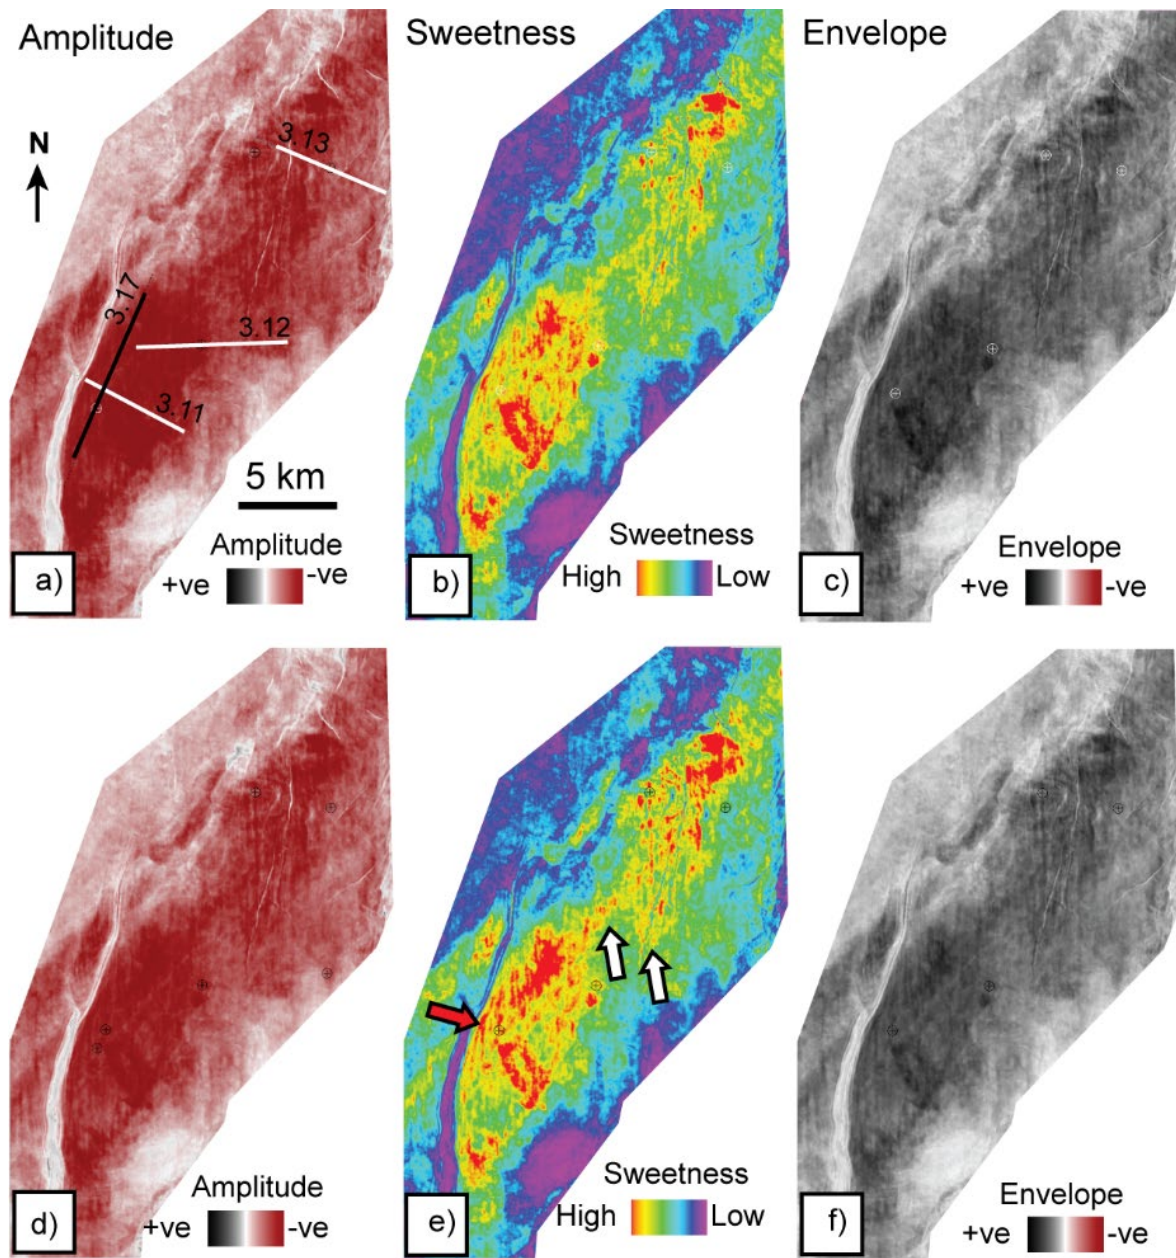 Amplitude
Sweetness
Envelope
N
3.13
3.17
3.12
3.11
5 km
Amplitude
+ve -ve
a)
Sweetness
High Low
b)
Envelope
+ve -ve
c)
Amplitude
+ve -ve
d)
Sweetness
High Low
e)
Envelope
+ve -ve
f)